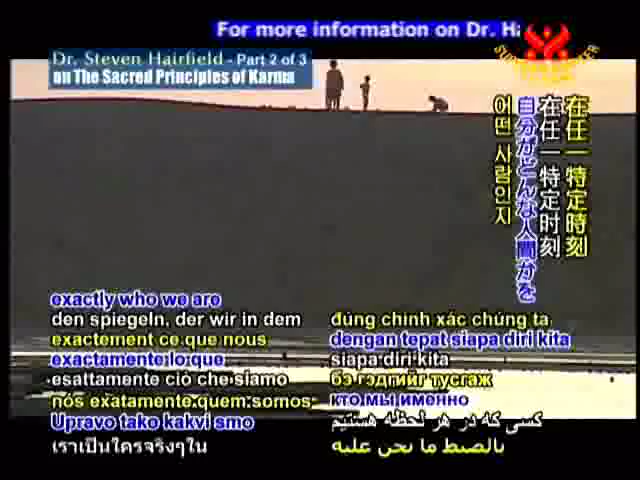 For more information on Dr. Ha
Dr. Steven Hairfield - Part 2 of 3
on The Sacred Principles of Karma
在任一特定時刻
在任一特定时刻
自分がどんな人間かを
어떤 사람인지
exactly who we are
den spiegeln, der wir in dem
exactement ce que nous
exactamente lo que
esattamente ciò che siamo
nós exatamente quem somos
Upravo tako kakvi smo
เราเป็นใครจริงๆใน
đúng chính xác chúng ta
dengan tepat siapa diri kita
siapa diri kita
бэ гэдгийг тусгаж
кто мы именно
کسی که در هر لحظه هستیم
بالضبط ما نحن عليه